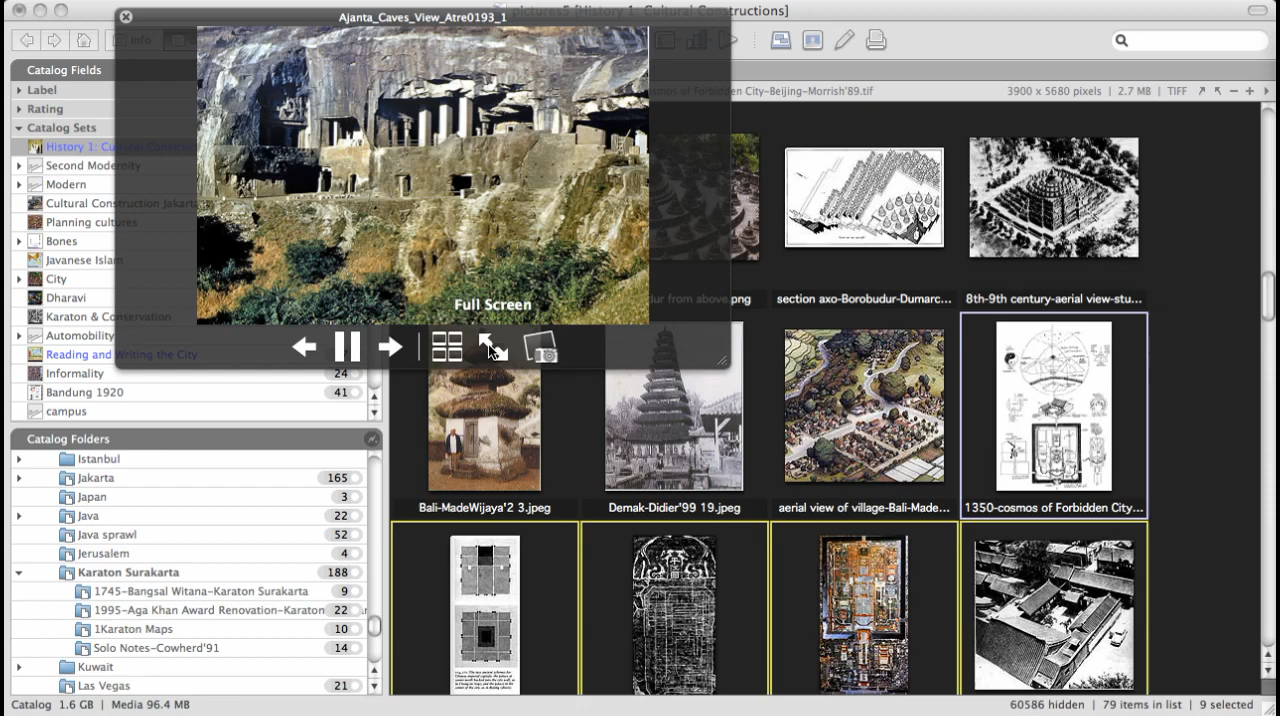 Ajanta_Caves_View_Atre0193_1
pictures5 [History 1: Cultural Constructions]
Info
Catalog Fields
Label
Rating
Catalog Sets
History 1: Cultural Construct
Second Modernity
Modern
Cultural Construction Jakarta
Planning cultures
Bones
Javanese Islam
City
Dharavi
Karaton & Conservation
Automobility
Reading and Writing the City
Informality 24
Bandung 1920 41
campus
Catalog Folders
Istanbul
Jakarta 165
Japan 3
Java 22
Java sprawl 52
Jerusalem 4
Karaton Surakarta 188
1745-Bangsal Witana-Karaton Surakarta 9
1995-Aga Khan Award Renovation-Karaton 22
1Karaton Maps 10
Solo Notes-Cowherd'91 14
Kuwait
Las Vegas 21
Full Screen
cosmos of Forbidden City-Beijing-Morrish'89.tif
3900 x 5680 pixels | 2.7 MB | TIFF
dur from above.png
section axo-Borobudur-Dumarc...
8th-9th century-aerial view-stu...
Bali-MadeWijaya'2 3.jpeg
Demak-Didier'99 19.jpeg
aerial view of village-Bali-Made...
1350-cosmos of Forbidden City...
Catalog 1.6 GB | Media 96.4 MB
60586 hidden | 79 items in list | 9 selected